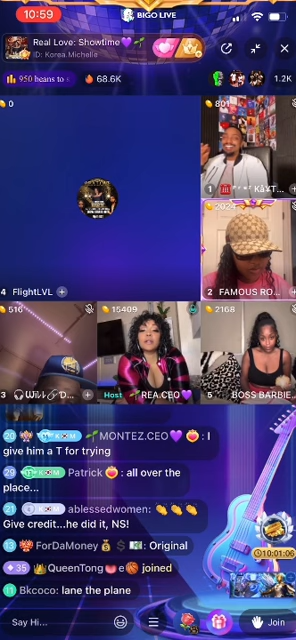 10:59
BIGO LIVE
Real Love: Showtime💜
ID: Korea.Michelle
950 beans to
68.6K
1.2K
0
801
4 FlightLVL
1
2024
2 FAMOUS RO...
516
15409
2168
3
Host REA.CEO💜
5 BOSS BARBIE...
20 K M 🌱MONTEZ.CEO💜 : I
give him a T for trying
29 K M Patrick : all over the
place...
21 K M ablessedwomen: 👏👏👏
Give credit...he did it, NS!
13 ForDaMoney💰 $ : Original
35 👑QueenTong🍑e🏀 joined
11 Bkcoco: lane the plane
10:01:06
Say Hi...
Join